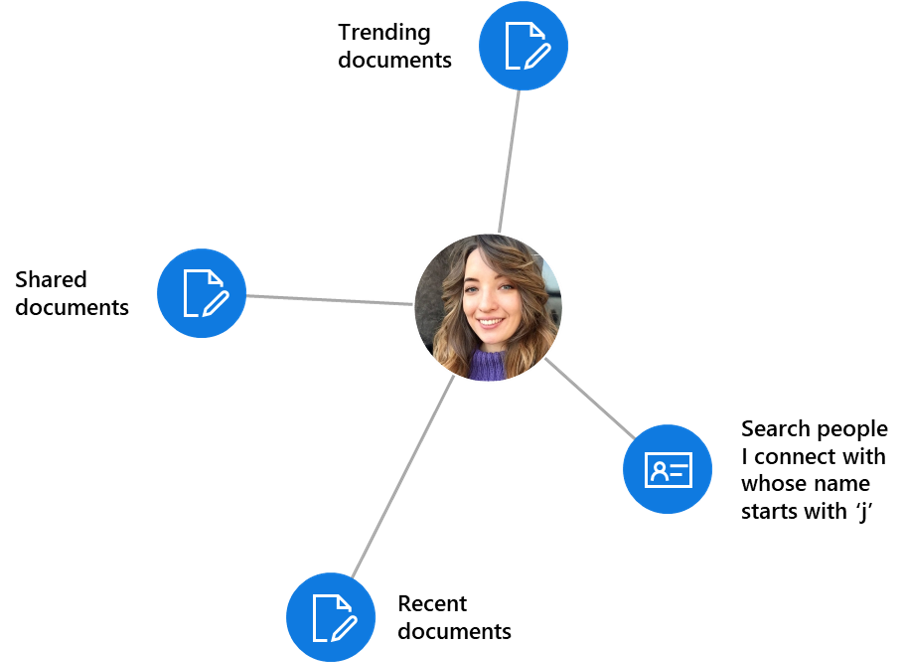 Trending
documents
Shared
documents
Search people
I connect with
whose name
starts with ‘j’
Recent
documents